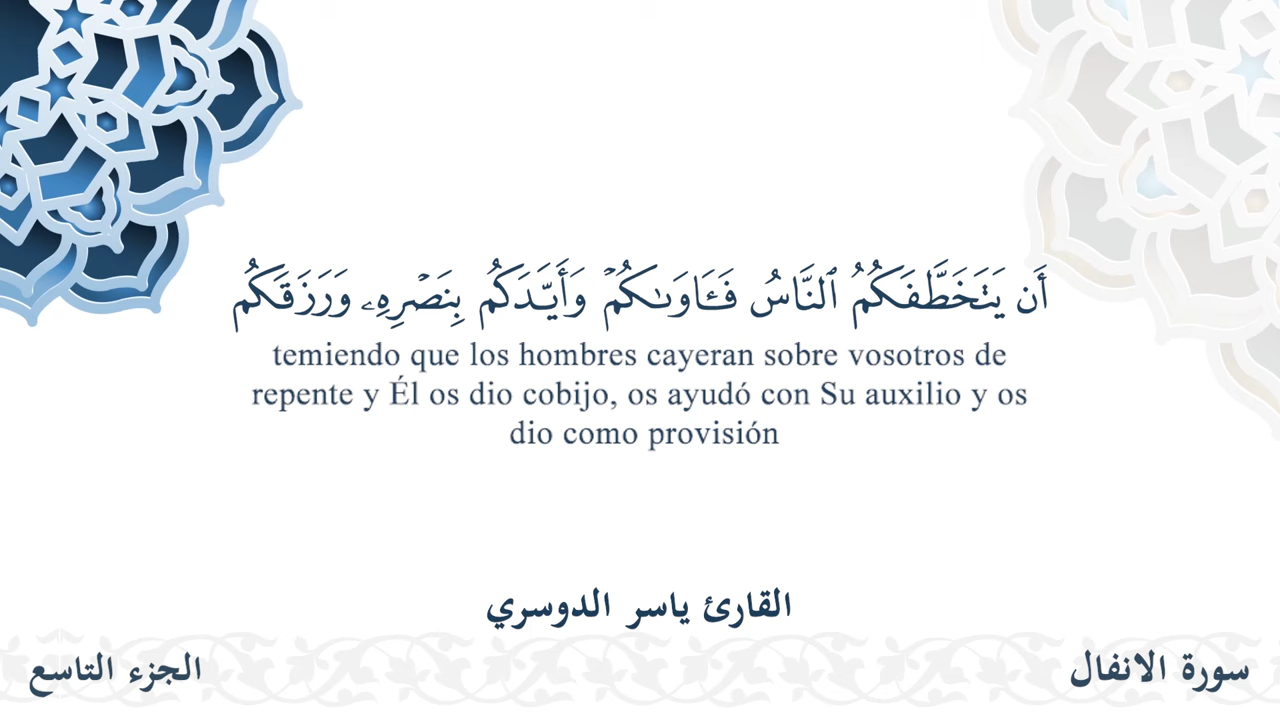 أَن يَتَخَطَّفَكُمُ ٱلنَّاسُ فَـَٔاوَىٰكُمۡ وَأَيَّدَكُم بِنَصۡرِهِۦ وَرَزَقَكُم
temiendo que los hombres cayeran sobre vosotros de
repente y Él os dio cobijo, os ayudó con Su auxilio y os
dio como provisión
القارئ ياسر الدوسري
سورة الانفال
الجزء التاسع